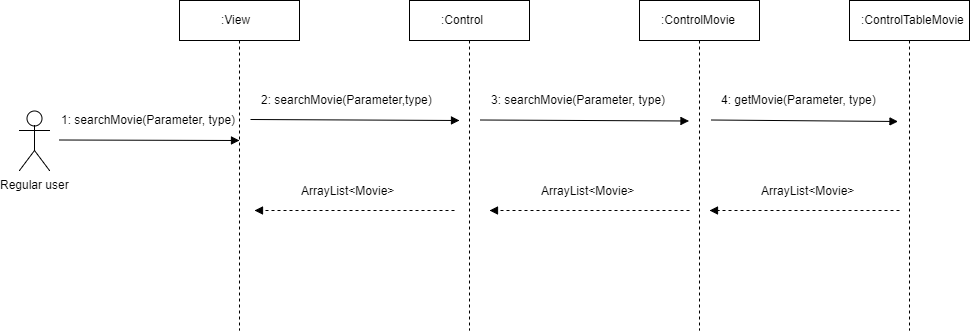 :View
:Control
:ControlMovie
:ControlTableMovie
1: searchMovie(Parameter, type)
2: searchMovie(Parameter,type)
3: searchMovie(Parameter, type)
4: getMovie(Parameter, type)
Regular user
ArrayList<Movie>
ArrayList<Movie>
ArrayList<Movie>